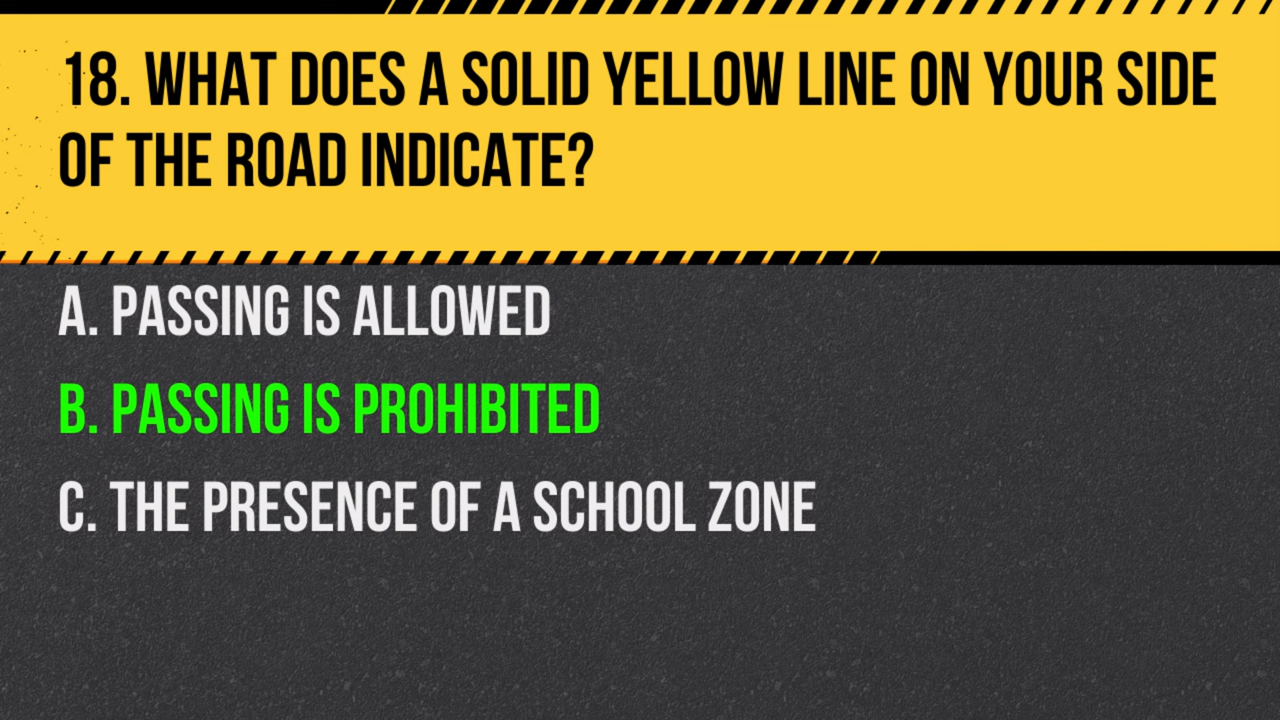 18. WHAT DOES A SOLID YELLOW LINE ON YOUR SIDE
OF THE ROAD INDICATE?
A. PASSING IS ALLOWED
B. PASSING IS PROHIBITED
C. THE PRESENCE OF A SCHOOL ZONE